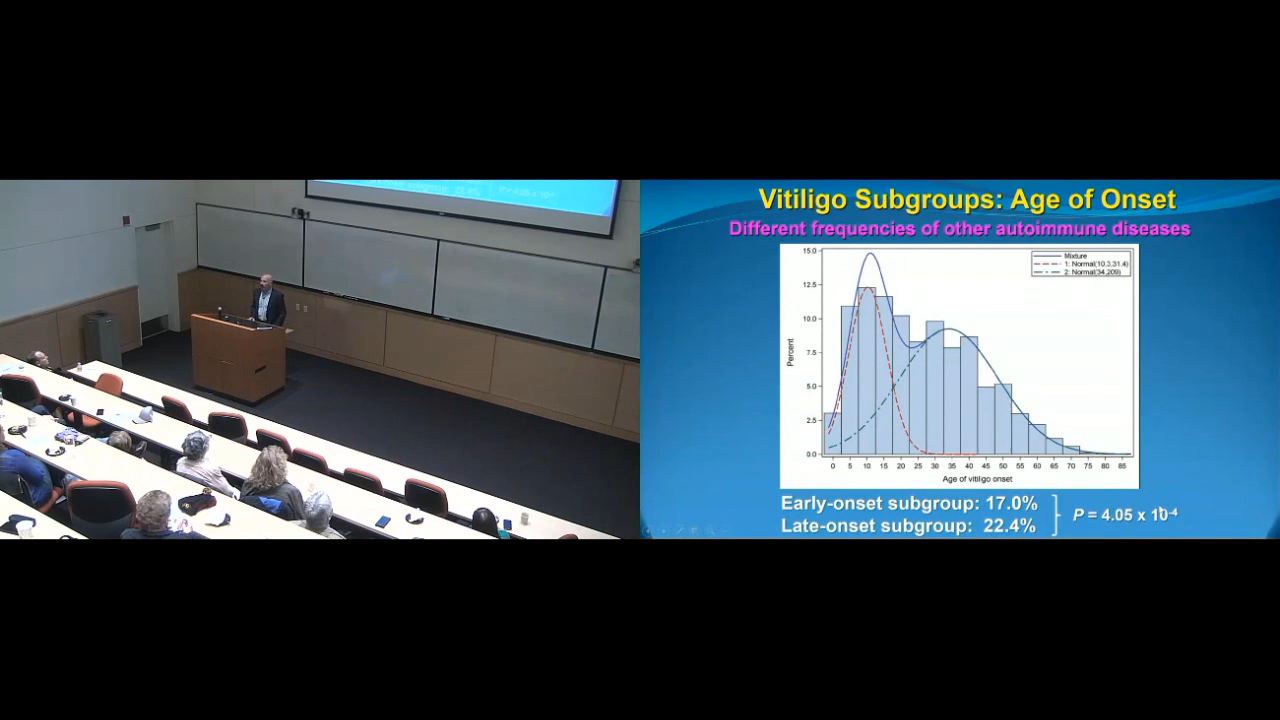 Vitiligo Subgroups: Age of Onset
Different frequencies of other autoimmune diseases
15.0
12.5
10.0
7.5
5.0
2.5
0.0
Percent
Mixture
1: Normal(10.3,31.4)
2: Normal(34,209)
0 5 10 15 20 25 30 35 40 45 50 55 60 65 70 75 80 85
Age of vitiligo onset
Early-onset subgroup: 17.0%
Late-onset subgroup: 22.4%
P = 4.05 x 10-4